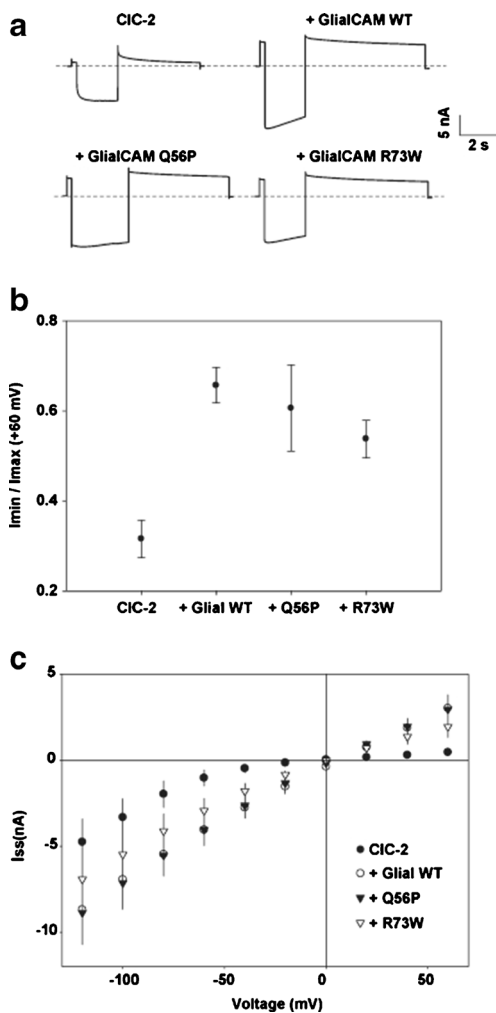 a
ClC-2
+ GlialCAM WT
5 nA
2 s
+ GlialCAM Q56P
+ GlialCAM R73W
b
Imin / Imax (+60 mV)
0.8
0.6
0.4
0.2
ClC-2
+ Glial WT
+ Q56P
+ R73W
c
Iss(nA)
5
0
-5
-10
ClC-2
+ Glial WT
+ Q56P
+ R73W
-100
-50
0
50
Voltage (mV)